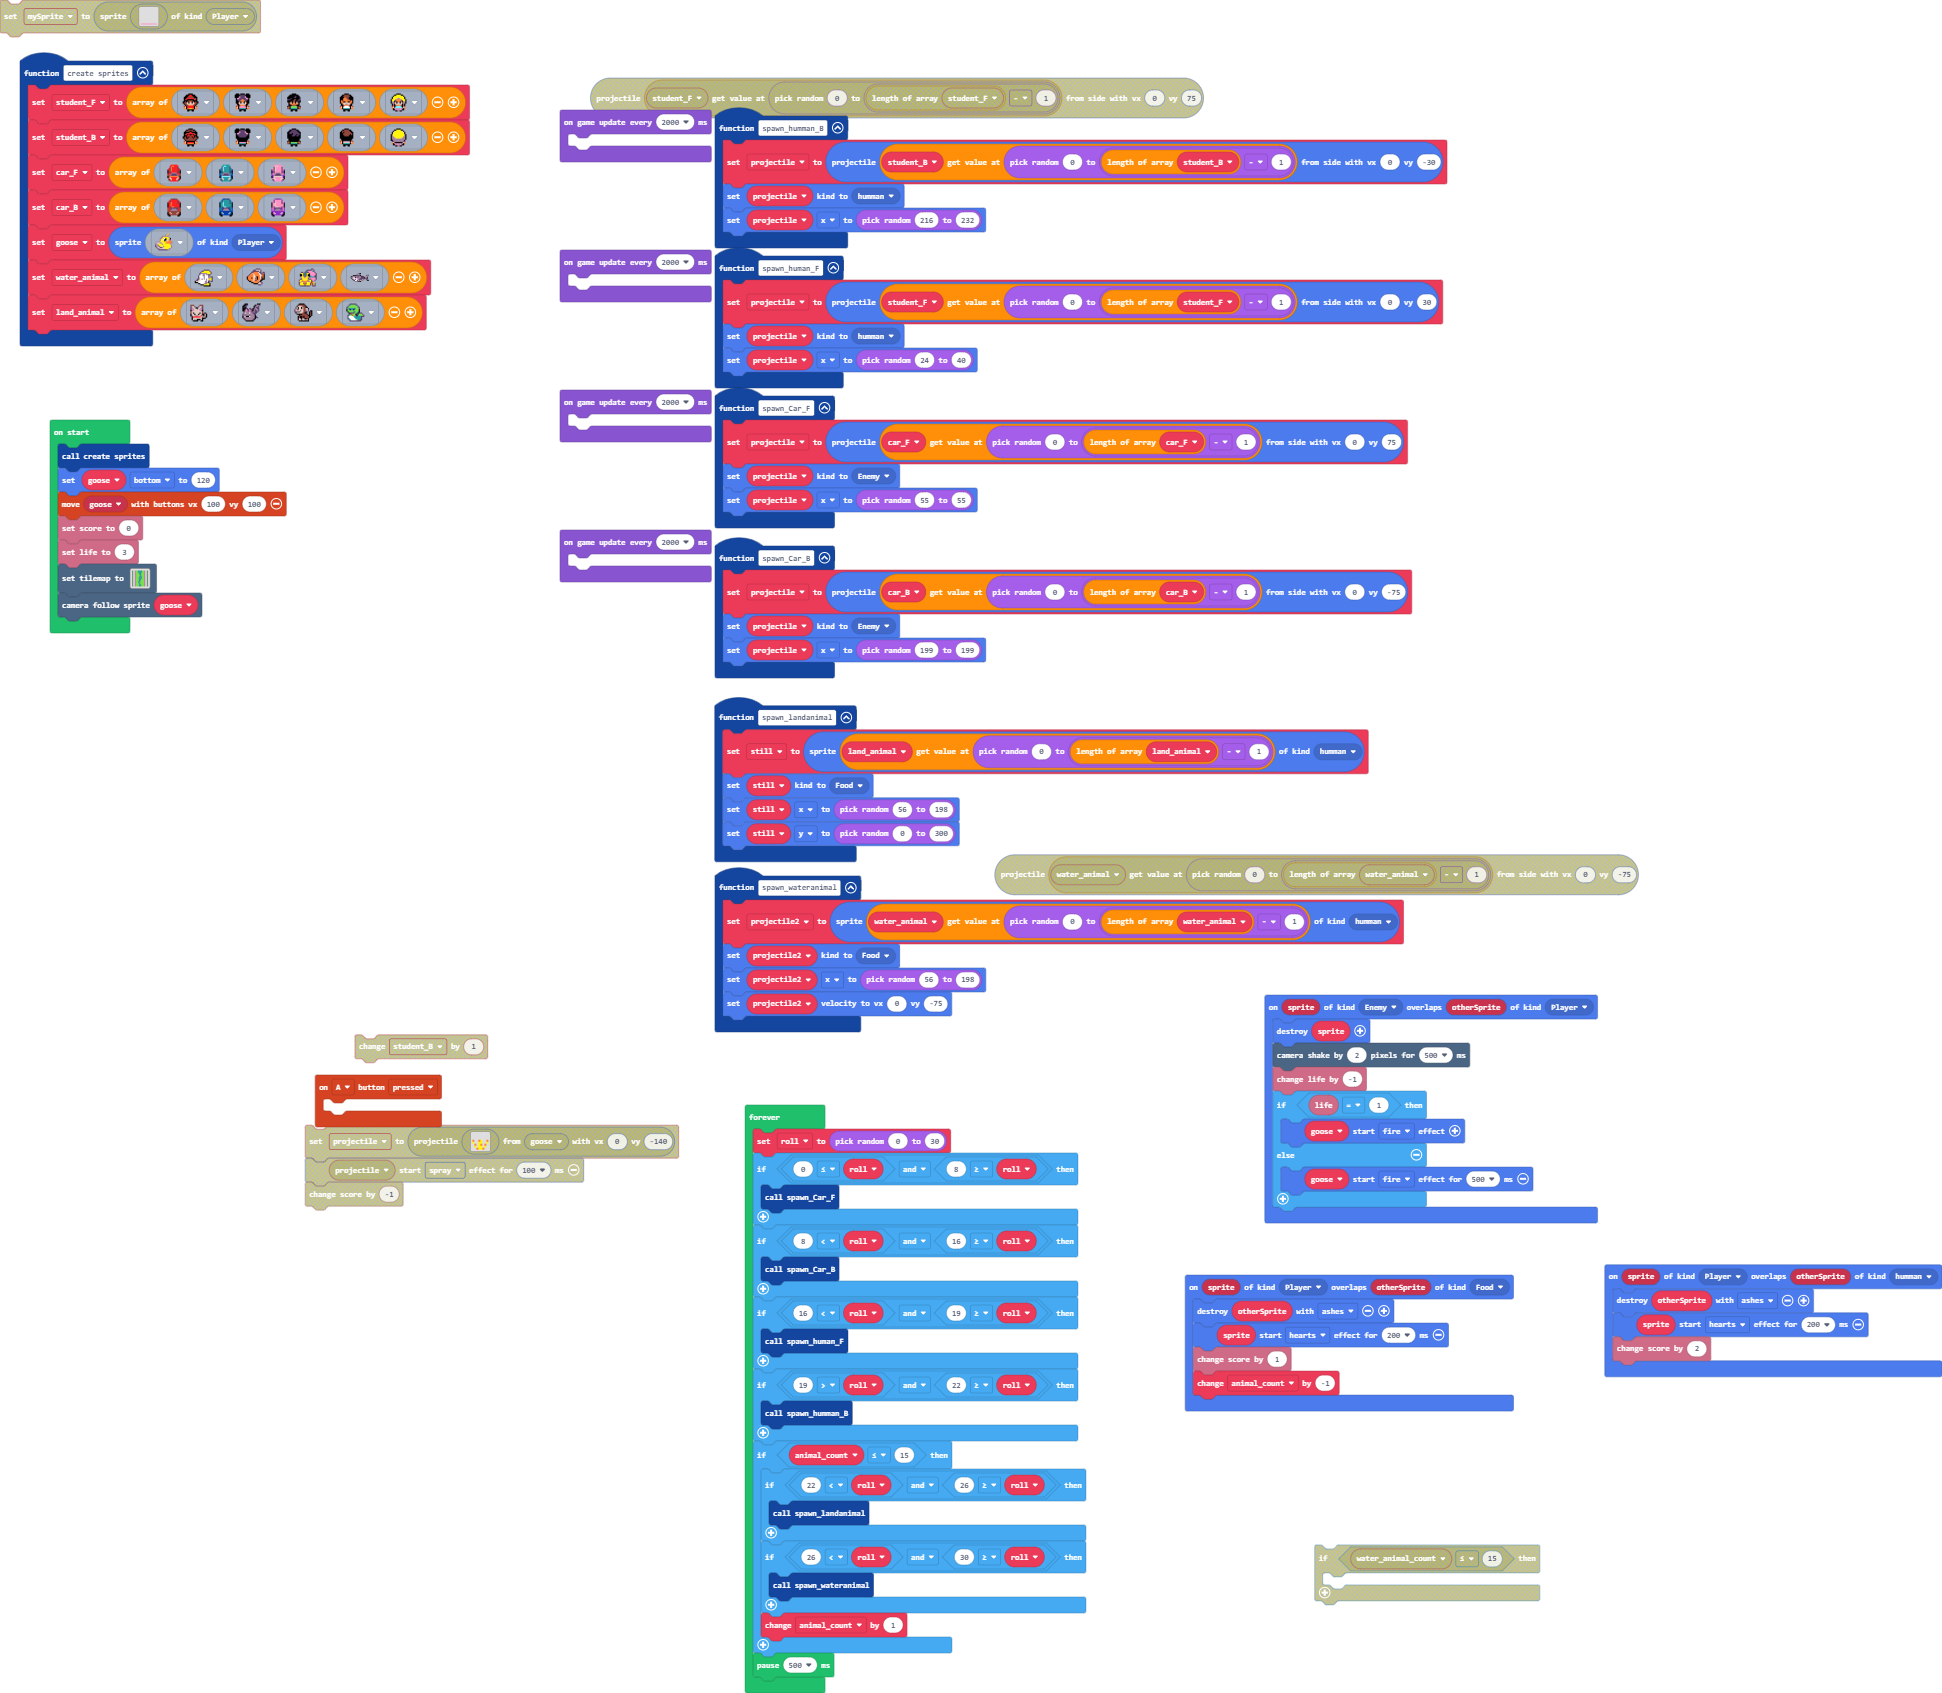 set mySprite to sprite of kind Player
function create sprites
set student_F to array of
set student_B to array of
set car_F to array of
set car_B to array of
set goose to sprite of kind Player
set water_animal to array of
set land_animal to array of
on start
call create sprites
set goose bottom to 120
move goose with buttons vx 100 vy 100
set score to 0
set life to 3
set tilemap to
camera follow sprite goose
projectile student_F get value at pick random 0 to length of array student_F - 1 from side with vx 0 vy 75
on game update every 2000 ms
function spawn_humman_B
set projectile to projectile student_B get value at pick random 0 to length of array student_B - 1 from side with vx 0 vy -30
set projectile kind to humman
set projectile x to pick random 216 to 232
on game update every 2000 ms
function spawn_human_F
set projectile to projectile student_F get value at pick random 0 to length of array student_F - 1 from side with vx 0 vy 30
set projectile kind to humman
set projectile x to pick random 24 to 40
on game update every 2000 ms
function spawn_Car_F
set projectile to projectile car_F get value at pick random 0 to length of array car_F - 1 from side with vx 0 vy 75
set projectile kind to Enemy
set projectile x to pick random 55 to 55
on game update every 2000 ms
function spawn_Car_B
set projectile to projectile car_B get value at pick random 0 to length of array car_B - 1 from side with vx 0 vy -75
set projectile kind to Enemy
set projectile x to pick random 199 to 199
function spawn_landanimal
set still to sprite land_animal get value at pick random 0 to length of array land_animal - 1 of kind humman
set still kind to Food
set still x to pick random 56 to 198
set still y to pick random 0 to 300
projectile water_animal get value at pick random 0 to length of array water_animal - 1 from side with vx 0 vy -75
function spawn_wateranimal
set projectile2 to sprite water_animal get value at pick random 0 to length of array water_animal - 1 of kind humman
set projectile2 kind to Food
set projectile2 x to pick random 56 to 198
set projectile2 velocity to vx 0 vy -75
change student_B by 1
on A button pressed
set projectile to projectile from goose with vx 0 vy -140
projectile start spray effect for 100 ms
change score by -1
forever
set roll to pick random 0 to 30
if 0 ≤ roll and 8 ≥ roll then
call spawn_Car_F
if 8 < roll and 16 ≥ roll then
call spawn_Car_B
if 16 < roll and 19 ≥ roll then
call spawn_human_F
if 19 > roll and 22 ≥ roll then
call spawn_humman_B
if animal_count ≤ 15 then
if 22 < roll and 26 ≥ roll then
call spawn_landanimal
if 26 < roll and 30 ≥ roll then
call spawn_wateranimal
change animal_count by 1
pause 500 ms
on sprite of kind Enemy overlaps otherSprite of kind Player
destroy sprite
camera shake by 2 pixels for 500 ms
change life by -1
if life = 1 then
goose start fire effect
else
goose start fire effect for 500 ms
on sprite of kind Player overlaps otherSprite of kind Food
destroy otherSprite with ashes
sprite start hearts effect for 200 ms
change score by 1
change animal_count by -1
on sprite of kind Player overlaps otherSprite of kind humman
destroy otherSprite with ashes
sprite start hearts effect for 200 ms
change score by 2
if water_animal_count ≤ 15 then